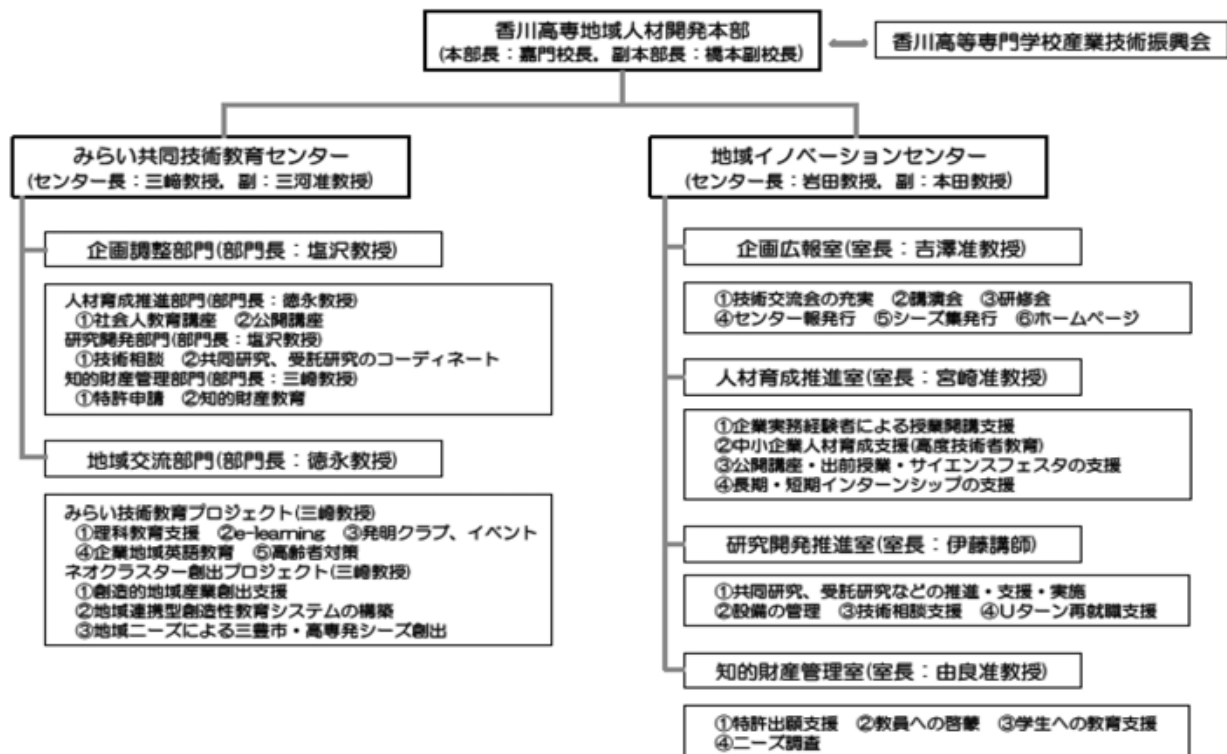 香川高専地域人材開発本部
(本部長:嘉門校長, 副本部長:橋本副校長)
香川高等専門学校産業技術振興会
みらい共同技術教育センター
(センター長:三﨑教授, 副:三河准教授)
企画調整部門(部門長:塩沢教授)
人材育成推進部門(部門長:徳永教授)
①社会人教育講座 ②公開講座
研究開発部門(部門長:塩沢教授)
①技術相談 ②共同研究、受託研究のコーディネート
知的財産管理部門(部門長:三﨑教授)
①特許申請 ②知的財産教育
地域交流部門(部門長:徳永教授)
みらい技術教育プロジェクト(三﨑教授)
①理科教育支援 ②e-learning ③発明クラブ、イベント
④企業地域英語教育 ⑤高齢者対策
ネオクラスター創出プロジェクト(三﨑教授)
①創造的地域産業創出支援
②地域連携型創造性教育システムの構築
③地域ニーズによる三豊市・高専発シーズ創出
地域イノベーションセンター
(センター長:岩田教授, 副:本田教授)
企画広報室(室長:吉澤准教授)
①技術交流会の充実 ②講演会 ③研修会
④センター報発行 ⑤シーズ集発行 ⑥ホームページ
人材育成推進室(室長:宮﨑准教授)
①企業実務経験者による授業開講支援
②中小企業人材育成支援(高度技術者教育)
③公開講座・出前授業・サイエンスフェスタの支援
④長期・短期インターンシップの支援
研究開発推進室(室長:伊藤講師)
①共同研究、受託研究などの推進・支援・実施
②設備の管理 ③技術相談支援 ④Uターン再就職支援
知的財産管理室(室長:由良准教授)
①特許出願支援 ②教員への啓蒙 ③学生への教育支援
④ニーズ調査